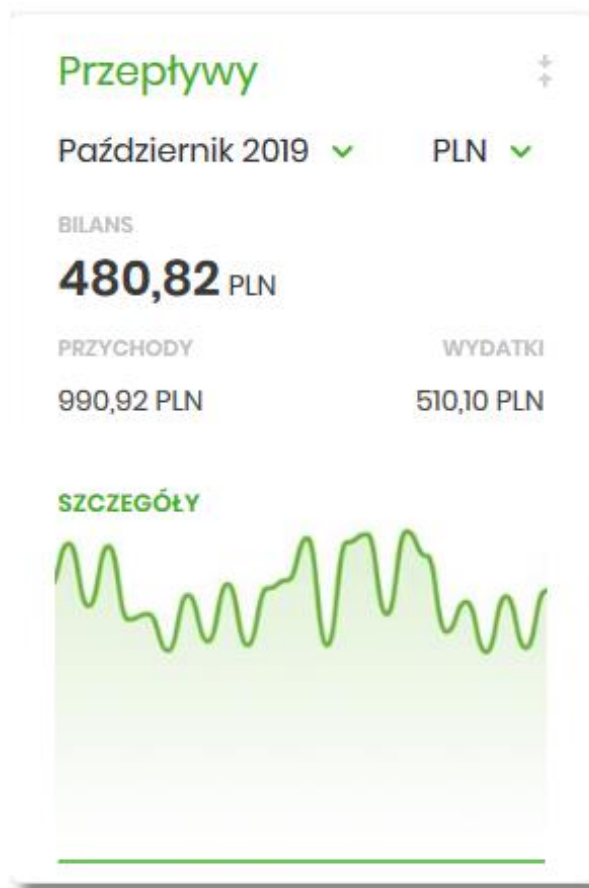 Przepływy
Październik 2019 PLN
BILANS
480,82 PLN
PRZYCHODY WYDATKI
990,92 PLN 510,10 PLN
SZCZEGÓŁY